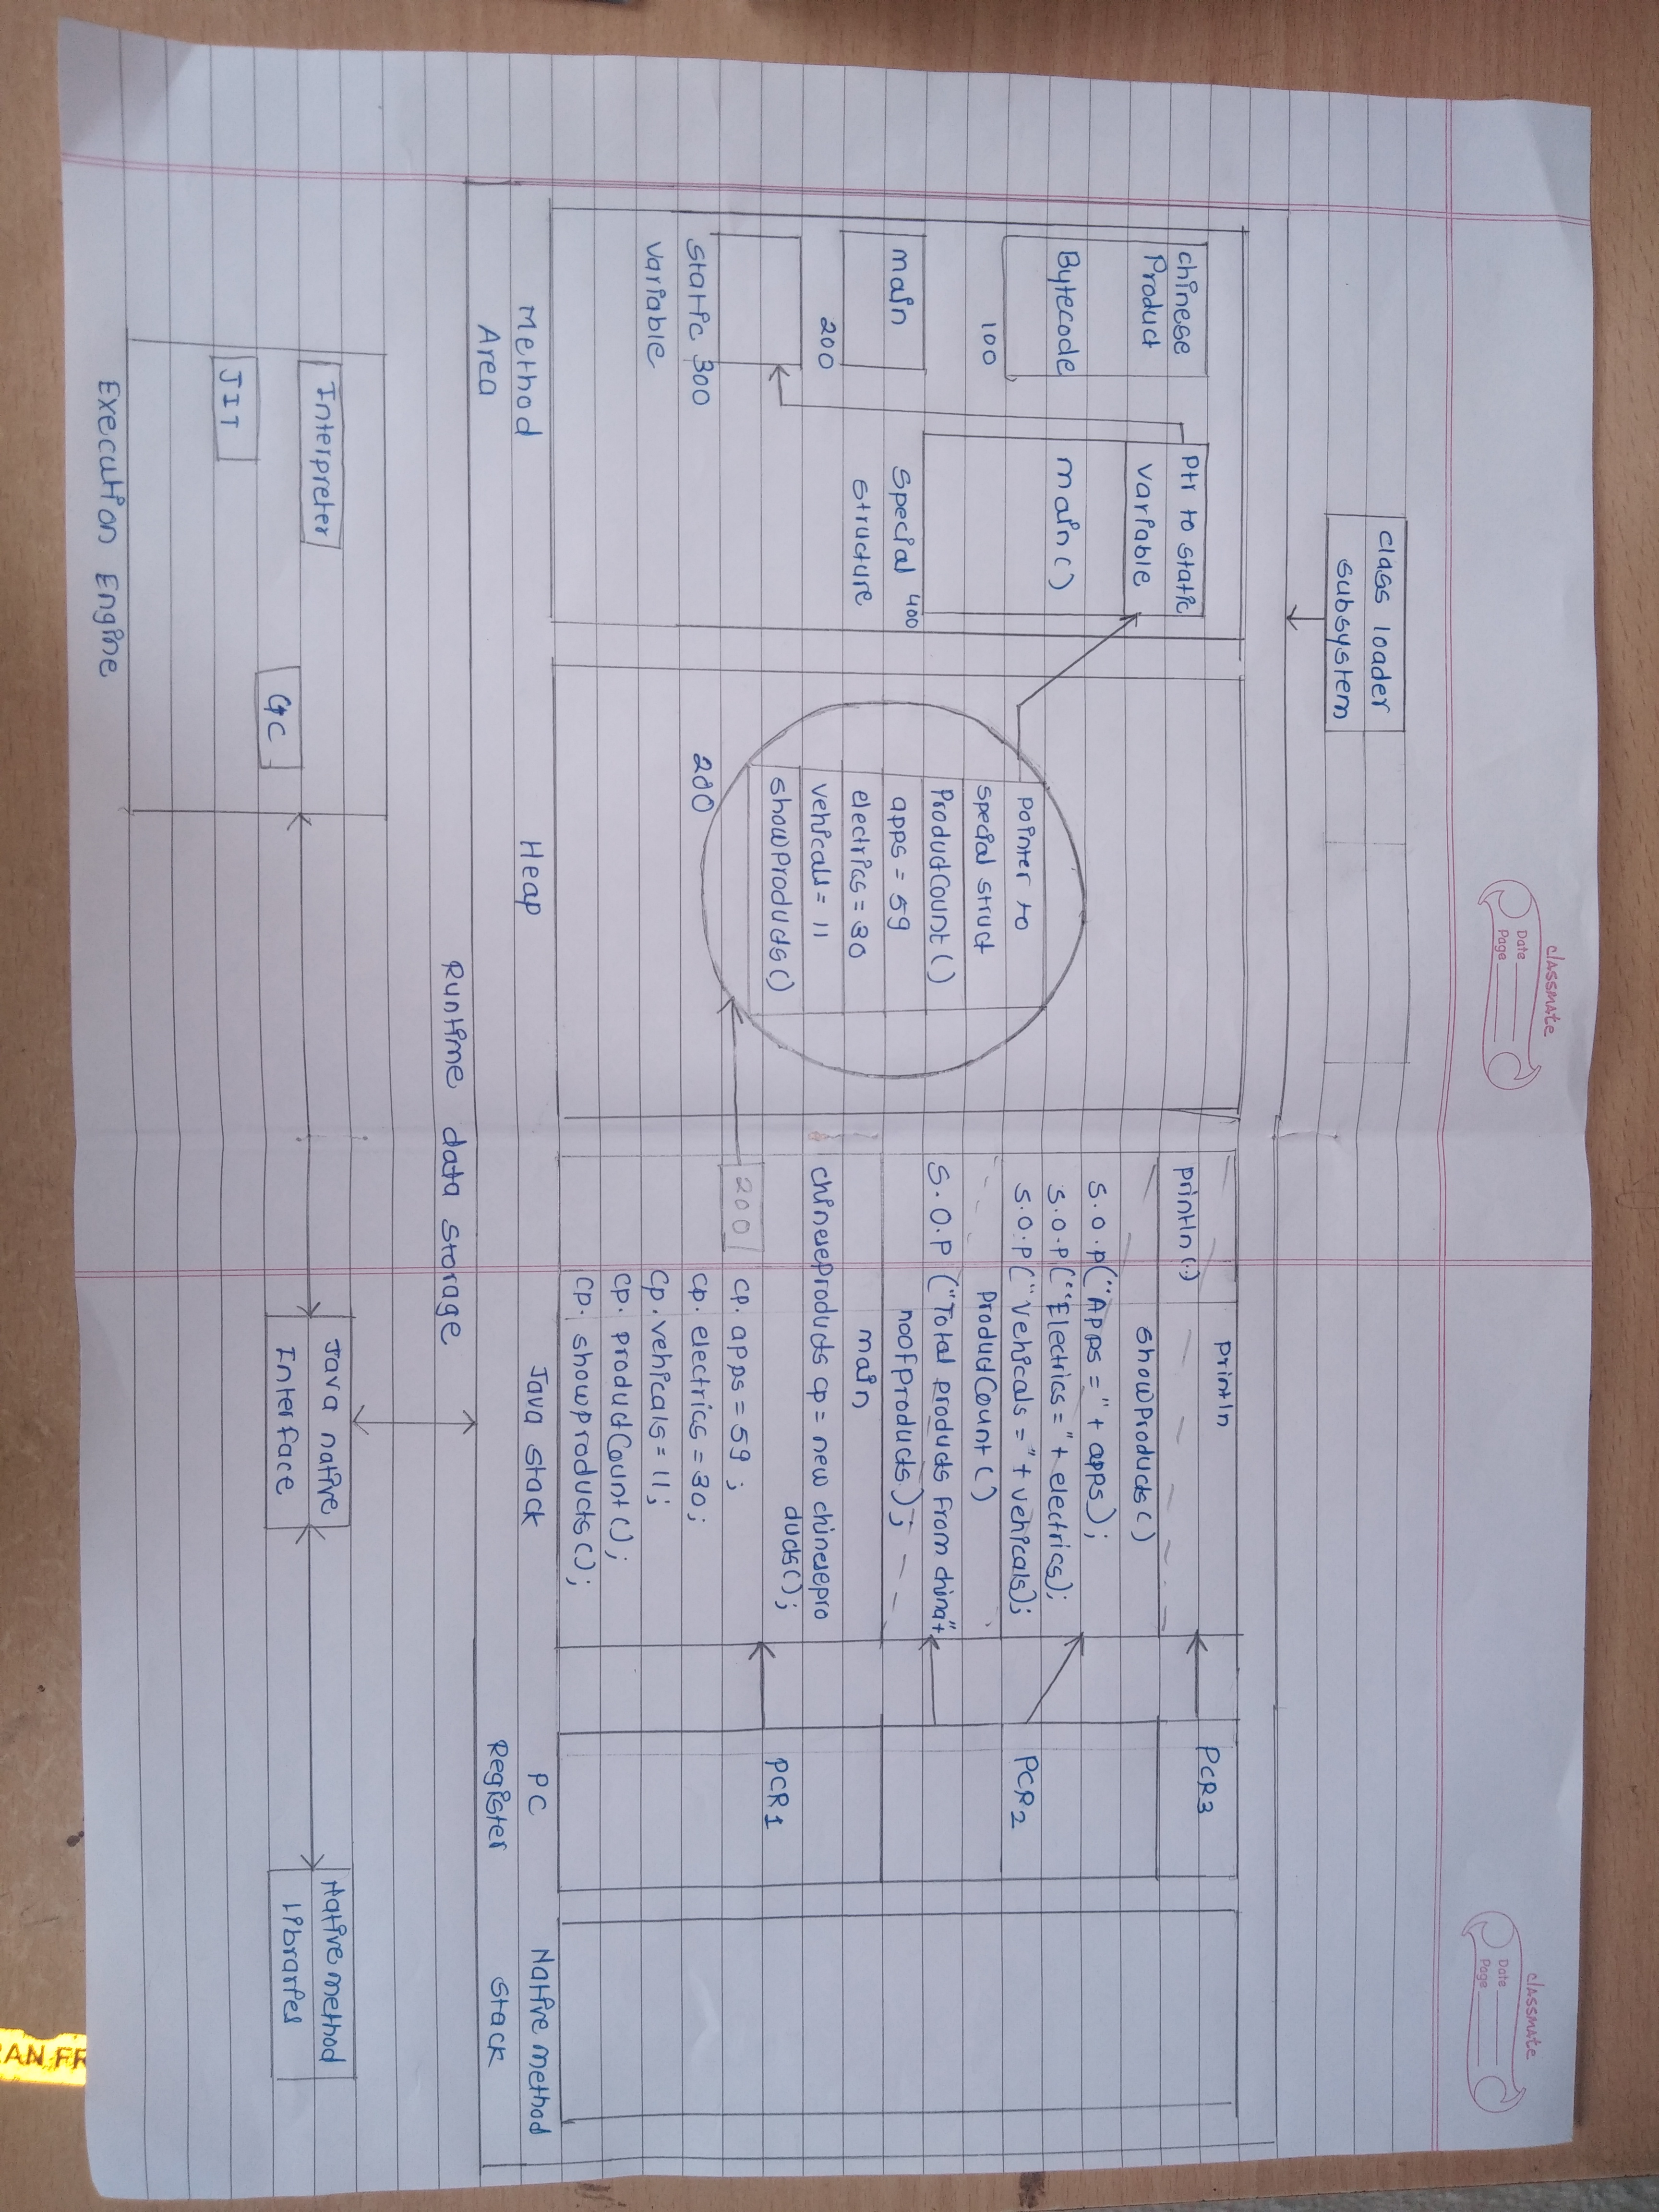 classmate
Date
Page
classmate
Date
Page
class loader
subsystem
chinese
Product
Bytecode
100
main
200
static 300
variable
Method
Area
Ptr to static
variable
main()
400
special
structure
pointer to
special struct
ProductCount()
apps = 59
electrics = 30
vehicals = 11
showProducts()
200
Heap
println
println(.)
showProducts()
S.O.P("Apps =" + apps);
S.O.P("Electrics =" + electrics);
S.O.P("Vehicals =" + vehicals);
ProductCount()
S.O.P ("Total products from china"+
noofproducts);
main
chineseproducts cp = new chinesepro
ducts();
200
cp. apps = 59 ;
cp. electrics = 30;
cp. vehicals = 11;
cp. productCount();
cp. showproducts();
Java stack
PCR3
PCR2
PCR1
PC
Register
Native method
stack
Runtime data storage
Interpreter
JIT
GC
Execution Engine
Java native
Interface
Native method
libraries
AN FR